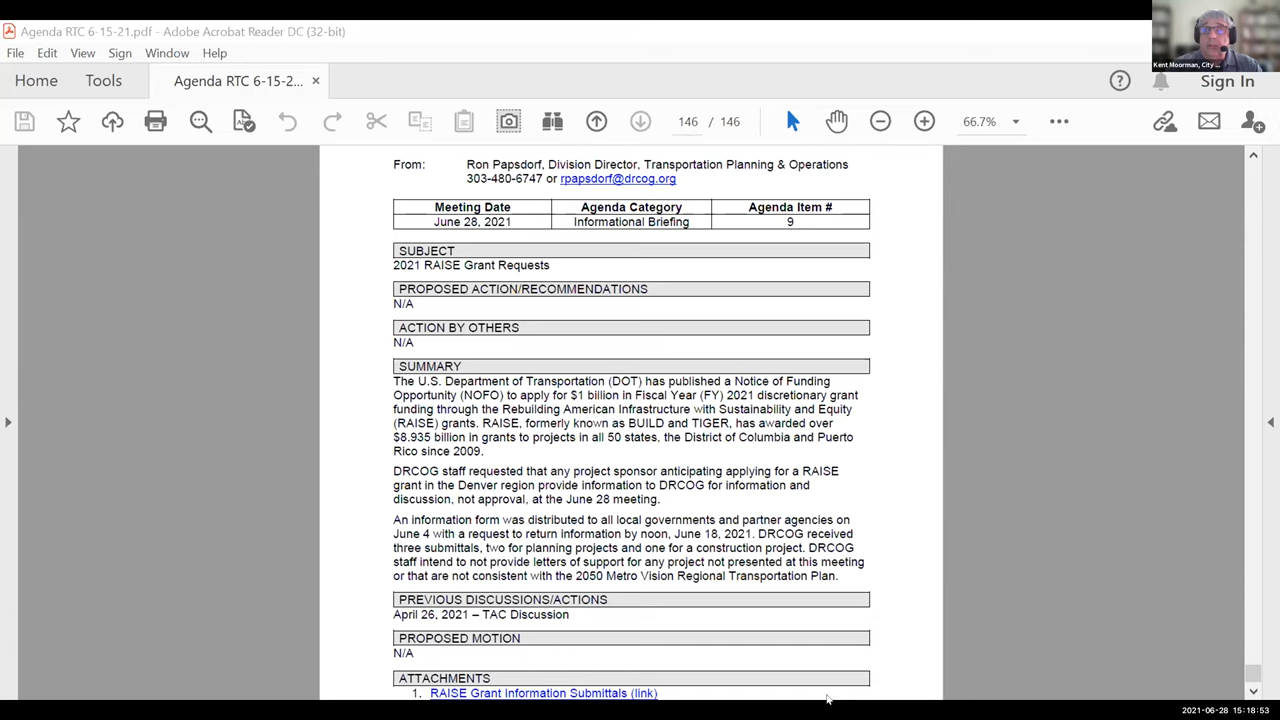 Agenda RTC 6-15-21.pdf - Adobe Acrobat Reader DC (32-bit)
Kent Moorman, City ...
File Edit View Sign Window Help
Home Tools Agenda RTC 6-15-2... × Sign In
146 / 146 66.7%
From: Ron Papsdorf, Division Director, Transportation Planning & Operations
303-480-6747 or rpapsdorf@drcog.org
Meeting Date Agenda Category Agenda Item #
June 28, 2021 Informational Briefing 9
SUBJECT
2021 RAISE Grant Requests
PROPOSED ACTION/RECOMMENDATIONS
N/A
ACTION BY OTHERS
N/A
SUMMARY
The U.S. Department of Transportation (DOT) has published a Notice of Funding
Opportunity (NOFO) to apply for $1 billion in Fiscal Year (FY) 2021 discretionary grant
funding through the Rebuilding American Infrastructure with Sustainability and Equity
(RAISE) grants. RAISE, formerly known as BUILD and TIGER, has awarded over
$8.935 billion in grants to projects in all 50 states, the District of Columbia and Puerto
Rico since 2009.
DRCOG staff requested that any project sponsor anticipating applying for a RAISE
grant in the Denver region provide information to DRCOG for information and
discussion, not approval, at the June 28 meeting.
An information form was distributed to all local governments and partner agencies on
June 4 with a request to return information by noon, June 18, 2021. DRCOG received
three submittals, two for planning projects and one for a construction project. DRCOG
staff intend to not provide letters of support for any project not presented at this meeting
or that are not consistent with the 2050 Metro Vision Regional Transportation Plan.
PREVIOUS DISCUSSIONS/ACTIONS
April 26, 2021 – TAC Discussion
PROPOSED MOTION
N/A
ATTACHMENTS
1. RAISE Grant Information Submittals (link)
2021-06-28 15:18:53